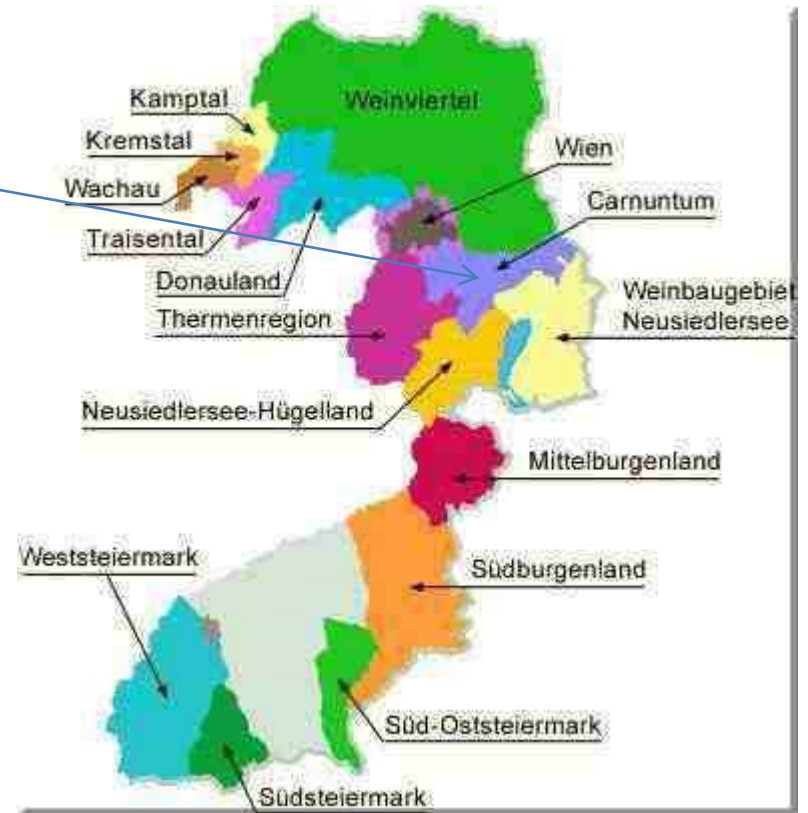 Kamptal
Weinviertel
Kremstal
Wien
Wachau
Carnuntum
Traisental
Donauland
Weinbaugebiet
Neusiedlersee
Thermenregion
Neusiedlersee-Hügelland
Mittelburgenland
Weststeiermark
Südburgenland
Süd-Oststeiermark
Südsteiermark